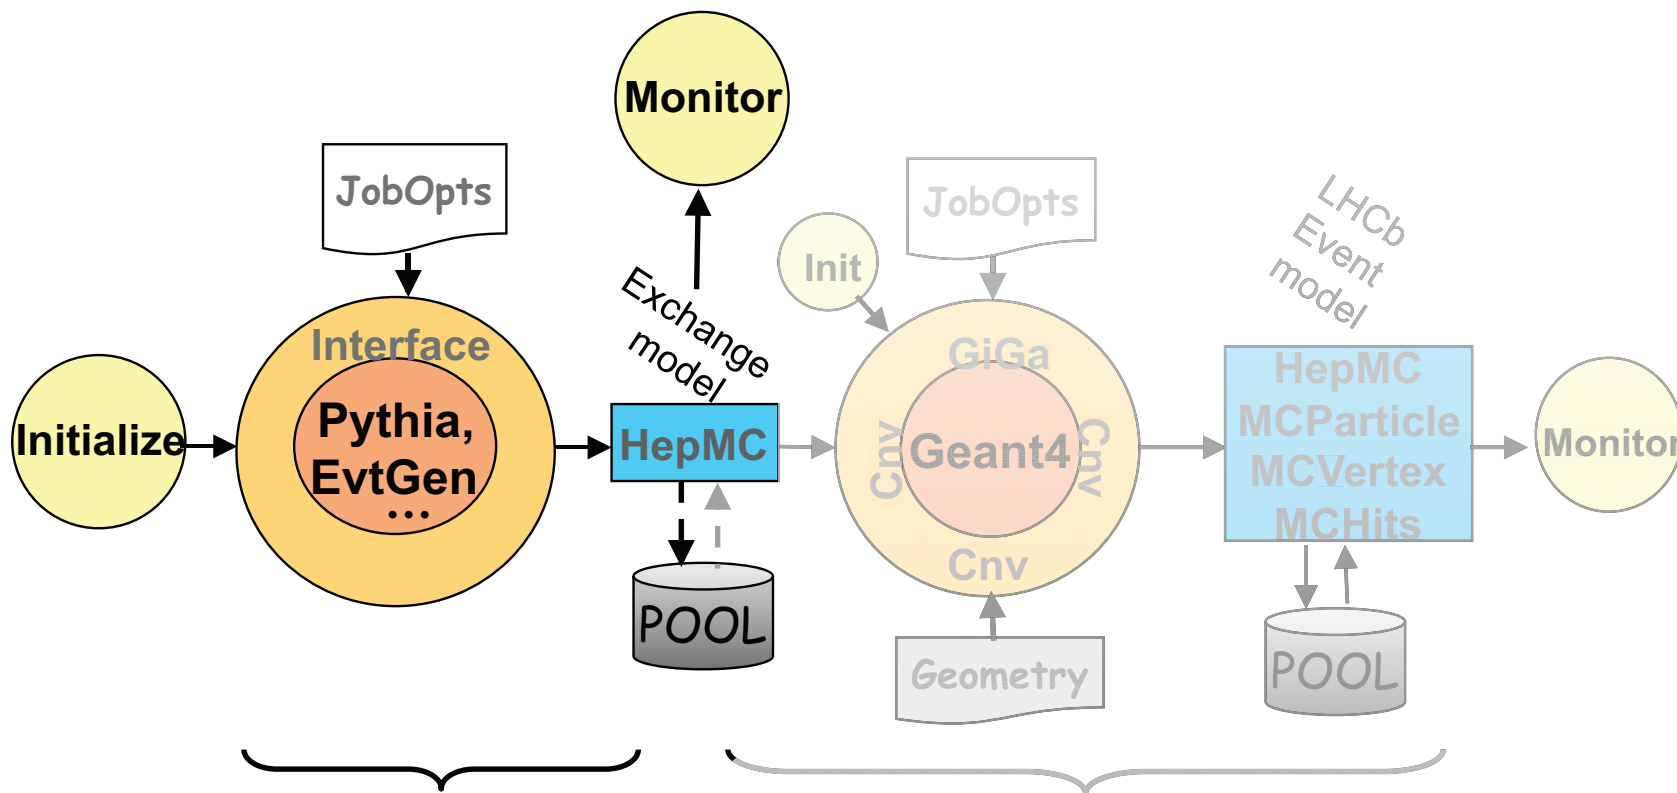 Monitor
JobOpts
Exchange
model
Interface
Initialize
Pythia,
EvtGen
...
HepMC
POOL
Init
JobOpts
GiGa
Cnv
Geant4
Cnv
Cnv
Geometry
LHCb
Event
model
HepMC
MCParticle
MCVertex
MCHits
Monitor
POOL